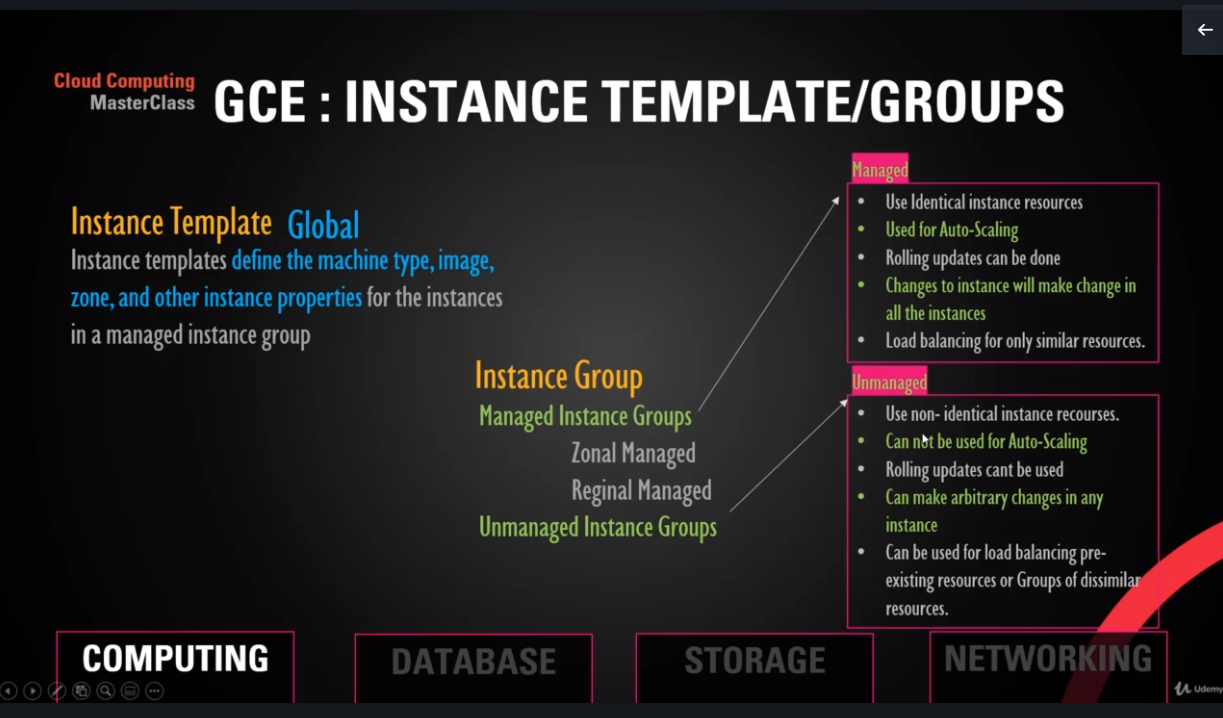 Cloud Computing
MasterClass
GCE : INSTANCE TEMPLATE/GROUPS
Instance Template Global
Instance templates define the machine type, image,
zone, and other instance properties for the instances
in a managed instance group
Instance Group
Managed Instance Groups
Zonal Managed
Reginal Managed
Unmanaged Instance Groups
Managed
• Use Identical instance resources
• Used for Auto-Scaling
• Rolling updates can be done
• Changes to instance will make change in
all the instances
• Load balancing for only similar resources.
Unmanaged
• Use non- identical instance recourses.
• Can not be used for Auto-Scaling
• Rolling updates cant be used
• Can make arbitrary changes in any
instance
• Can be used for load balancing pre-
existing resources or Groups of dissimilar
resources.
COMPUTING
DATABASE
STORAGE
NETWORKING
Udemy